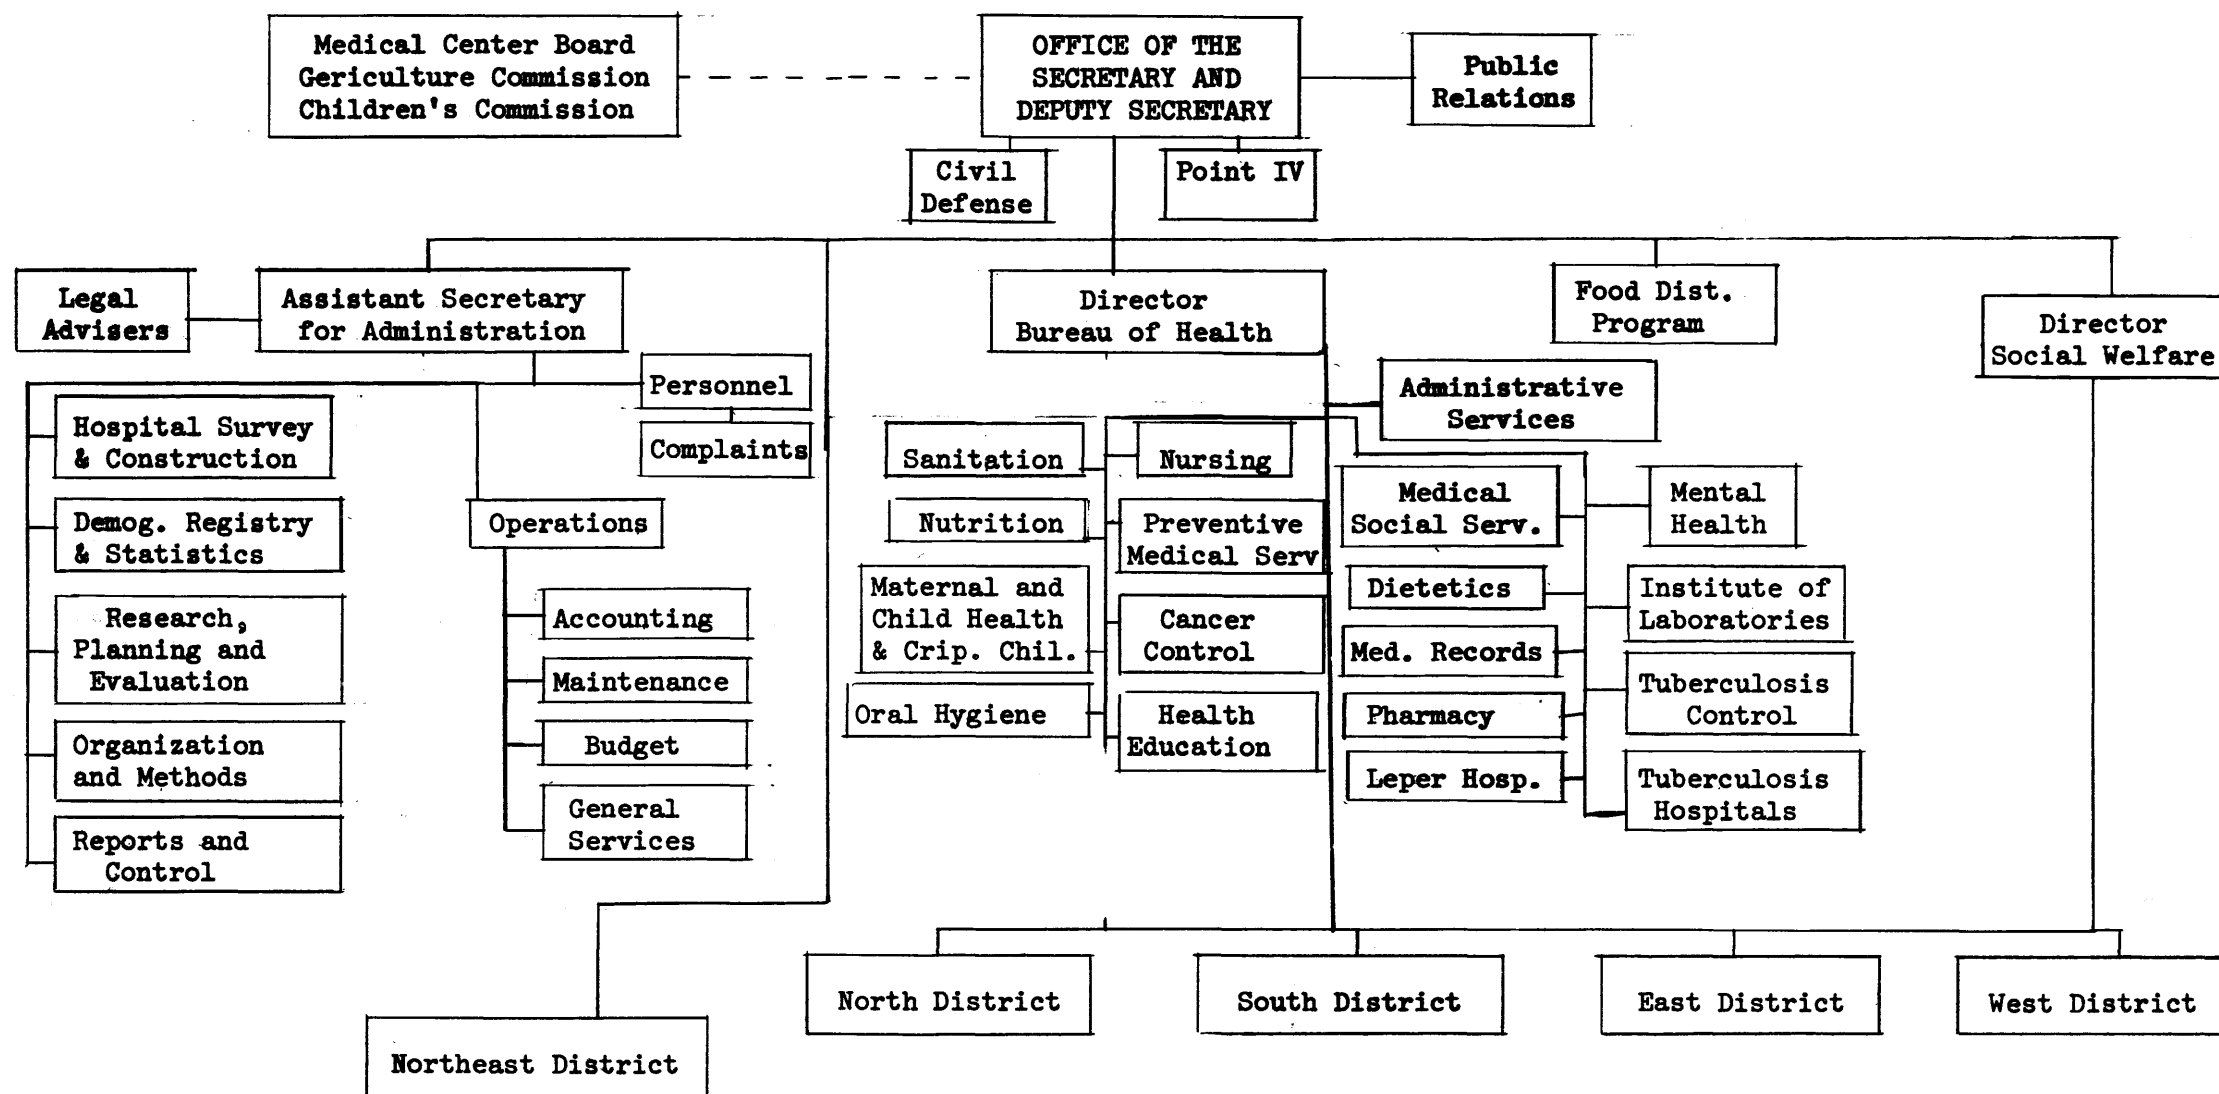 Medical Center Board
Gericulture Commission
Children's Commission
OFFICE OF THE
SECRETARY AND
DEPUTY SECRETARY
Public
Relations
Civil
Defense
Point IV
Legal
Advisers
Assistant Secretary
for Administration
Director
Bureau of Health
Food Dist.
Program
Director
Social Welfare
Personnel
Complaints
Administrative
Services
Hospital Survey
& Construction
Demog. Registry
& Statistics
Research,
Planning and
Evaluation
Organization
and Methods
Reports and
Control
Operations
Accounting
Maintenance
Budget
General
Services
Sanitation
Nutrition
Maternal and
Child Health
& Crip. Chil.
Oral Hygiene
Nursing
Preventive
Medical Serv
Cancer
Control
Health
Education
Medical
Social Serv.
Dietetics
Med. Records
Pharmacy
Leper Hosp.
Mental
Health
Institute of
Laboratories
Tuberculosis
Control
Tuberculosis
Hospitals
North District
South District
East District
West District
Northeast District